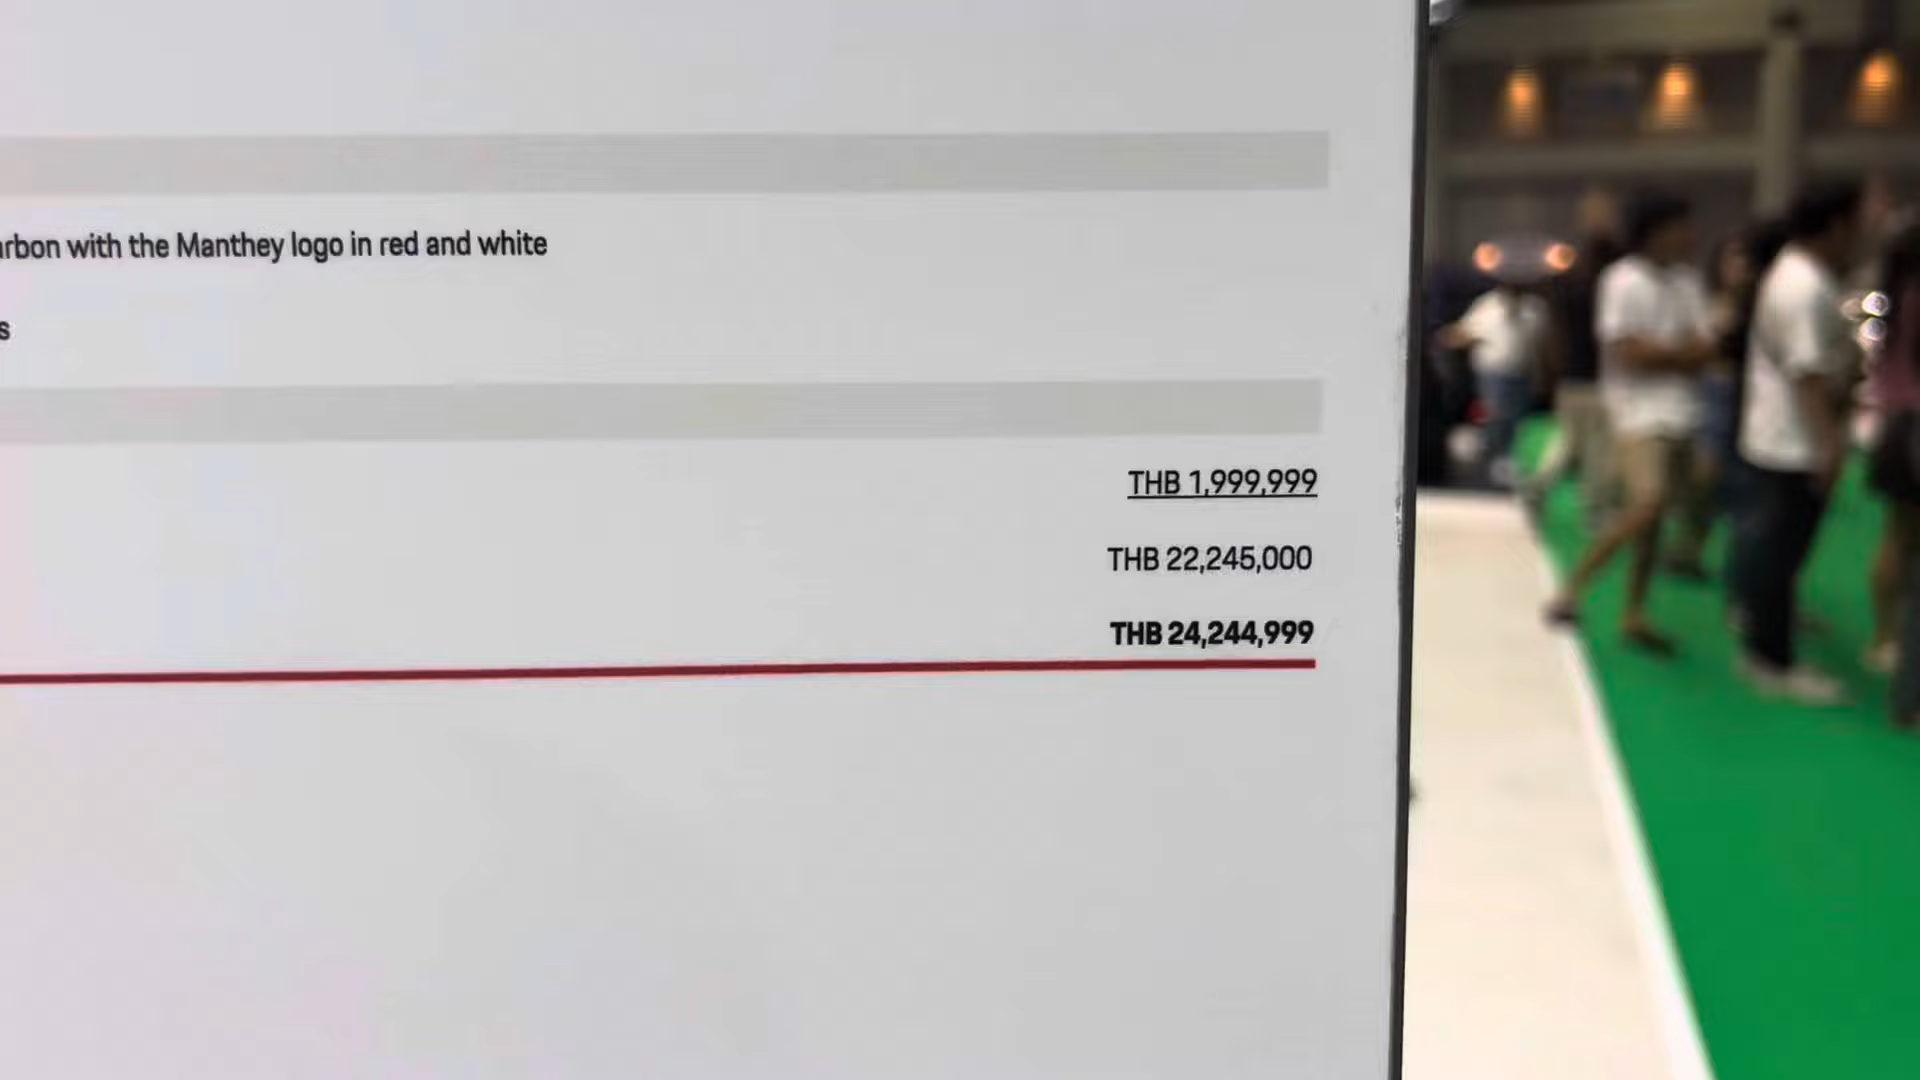 with the Manthey logo in red and white
THB 1,999,999
THB 22,245,000
THB 24,244,999